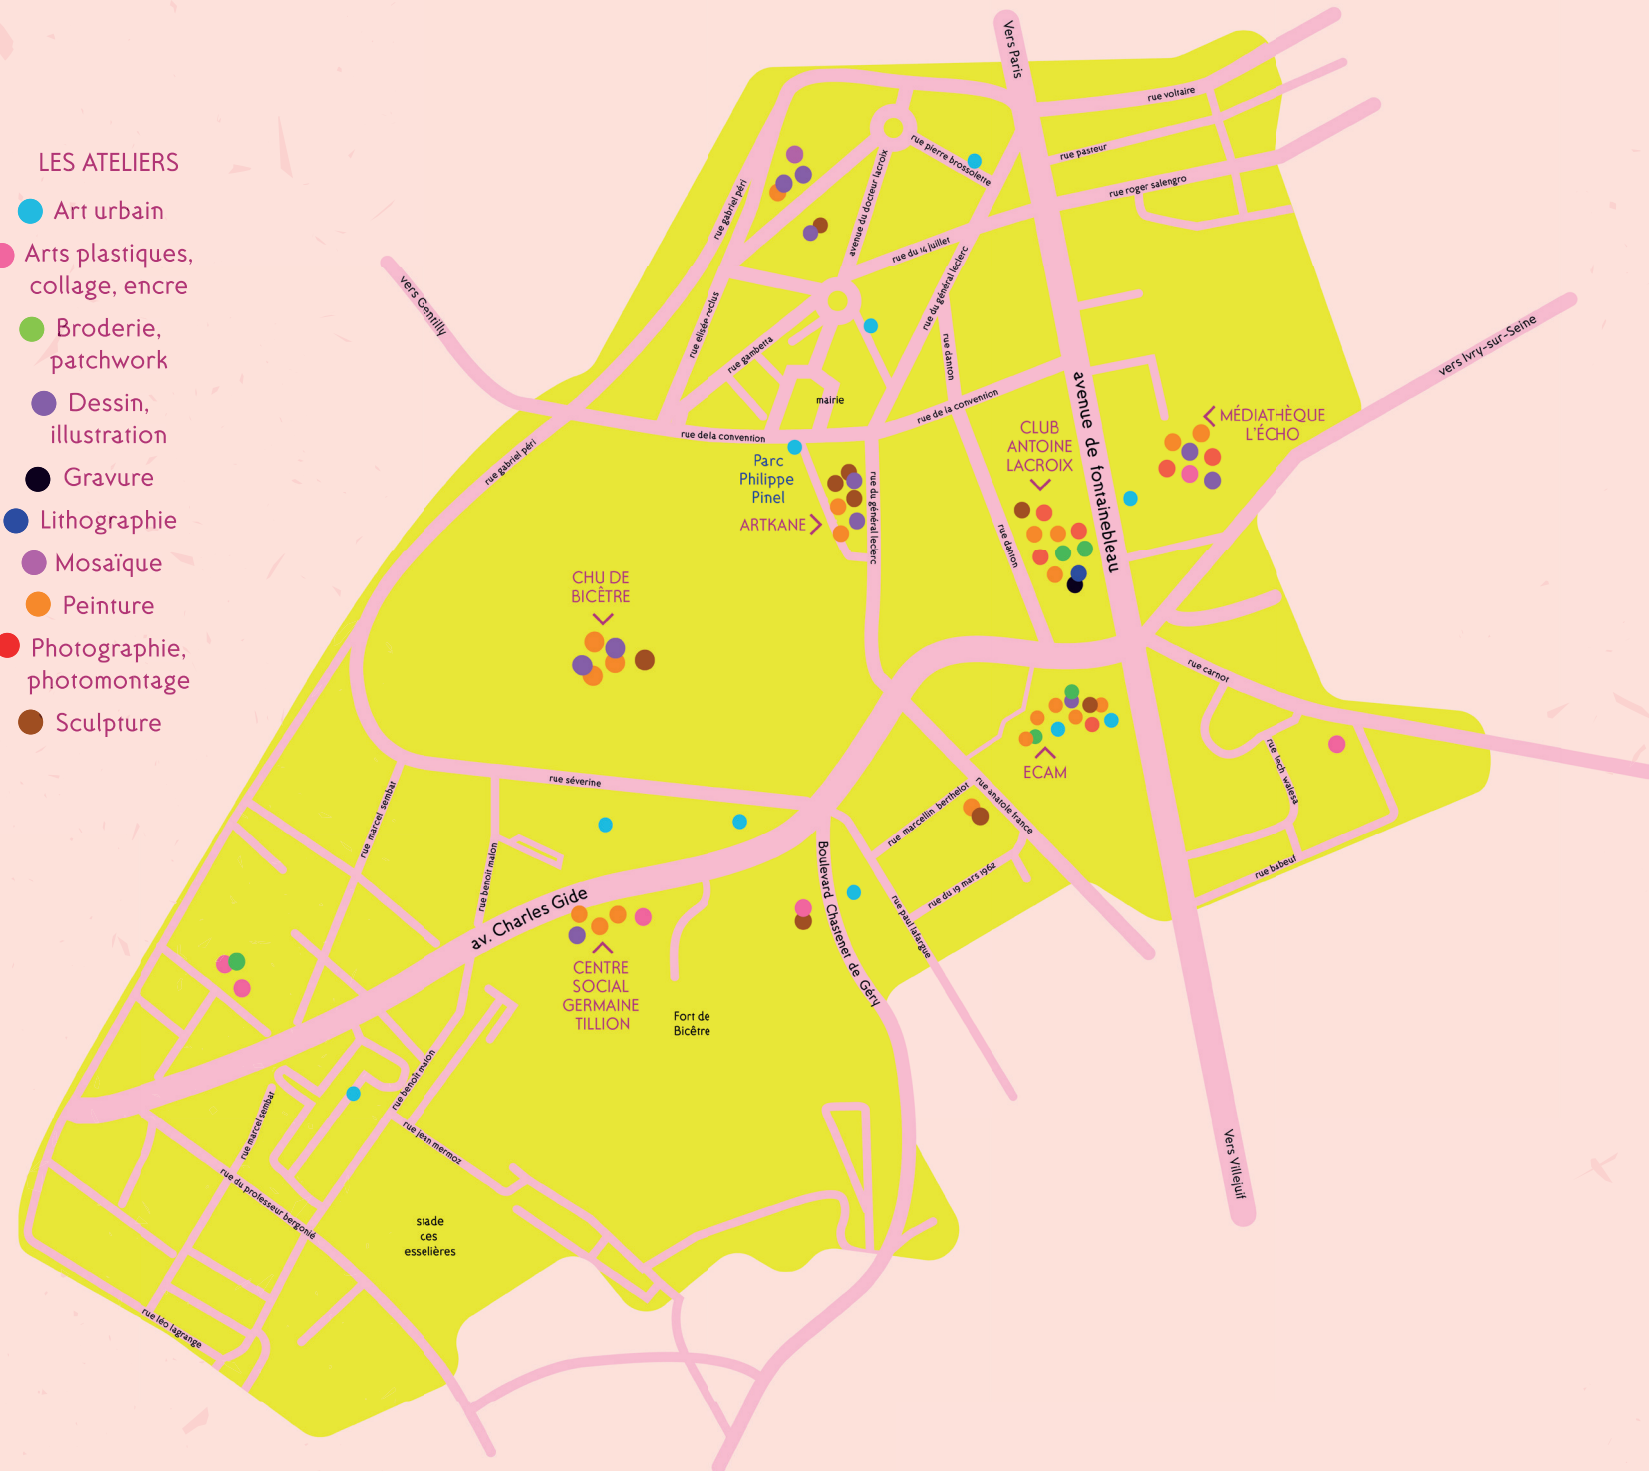 LES ATELIERS
Art urbain
Arts plastiques,
collage, encre
Broderie,
patchwork
Dessin,
illustration
Gravure
Lithographie
Mosaïque
Peinture
Photographie,
photomontage
Sculpture
Vers Paris
rue voltaire
rue pasteur
rue roger salengro
rue pierre brossolette
avenue du docteur lacroix
rue gabriel péri
rue du 14 juillet
rue du général leclerc
rue elisée reclus
rue gambetta
rue danton
vers Gentilly
vers Ivry-sur-Seine
mairie
rue de la convention
rue dela convention
avenue de fontainebleau
MÉDIATHÈQUE
L'ÉCHO
CLUB
ANTOINE
LACROIX
Parc
Philippe
Pinel
ARTKANE
rue gabriel péri
rue du général leclerc
rue danton
CHU DE
BICÊTRE
rue carnot
ECAM
rue séverine
rue marcel sembat
rue benoît malon
rue marcellin berthelot
rue anatole france
rue lech walesa
rue babeuf
rue du 19 mars 1962
rue paul lafargue
Boulevard Chastenet de Géry
av. Charles Gide
CENTRE
SOCIAL
GERMAINE
TILLION
Fort de
Bicêtre
rue benoît malon
rue marcel sembat
rue jean mermoz
rue du professeur bergonié
stade
des
esselières
rue léo lagrange
Vers Villejuif